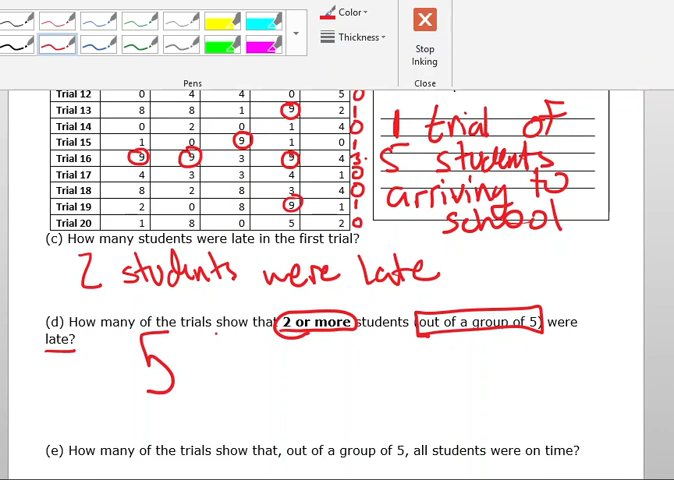 Color
Thickness
Stop
Inking
Pens
Close
Trial 12 0 4 4 0 5 0
Trial 13 8 8 1 9 2 1
Trial 14 0 2 0 1 4 0
Trial 15 1 0 9 1 0 1
Trial 16 9 9 3 9 4 3
Trial 17 4 3 3 4 1 0
Trial 18 8 2 8 3 4 0
Trial 19 2 0 8 9 1 1
Trial 20 1 8 0 5 2 0
1 trial of
5 students
arriving to
school
(c) How many students were late in the first trial?
2 students were late
(d) How many of the trials show that 2 or more students (out of a group of 5) were
late?
5
(e) How many of the trials show that, out of a group of 5, all students were on time?